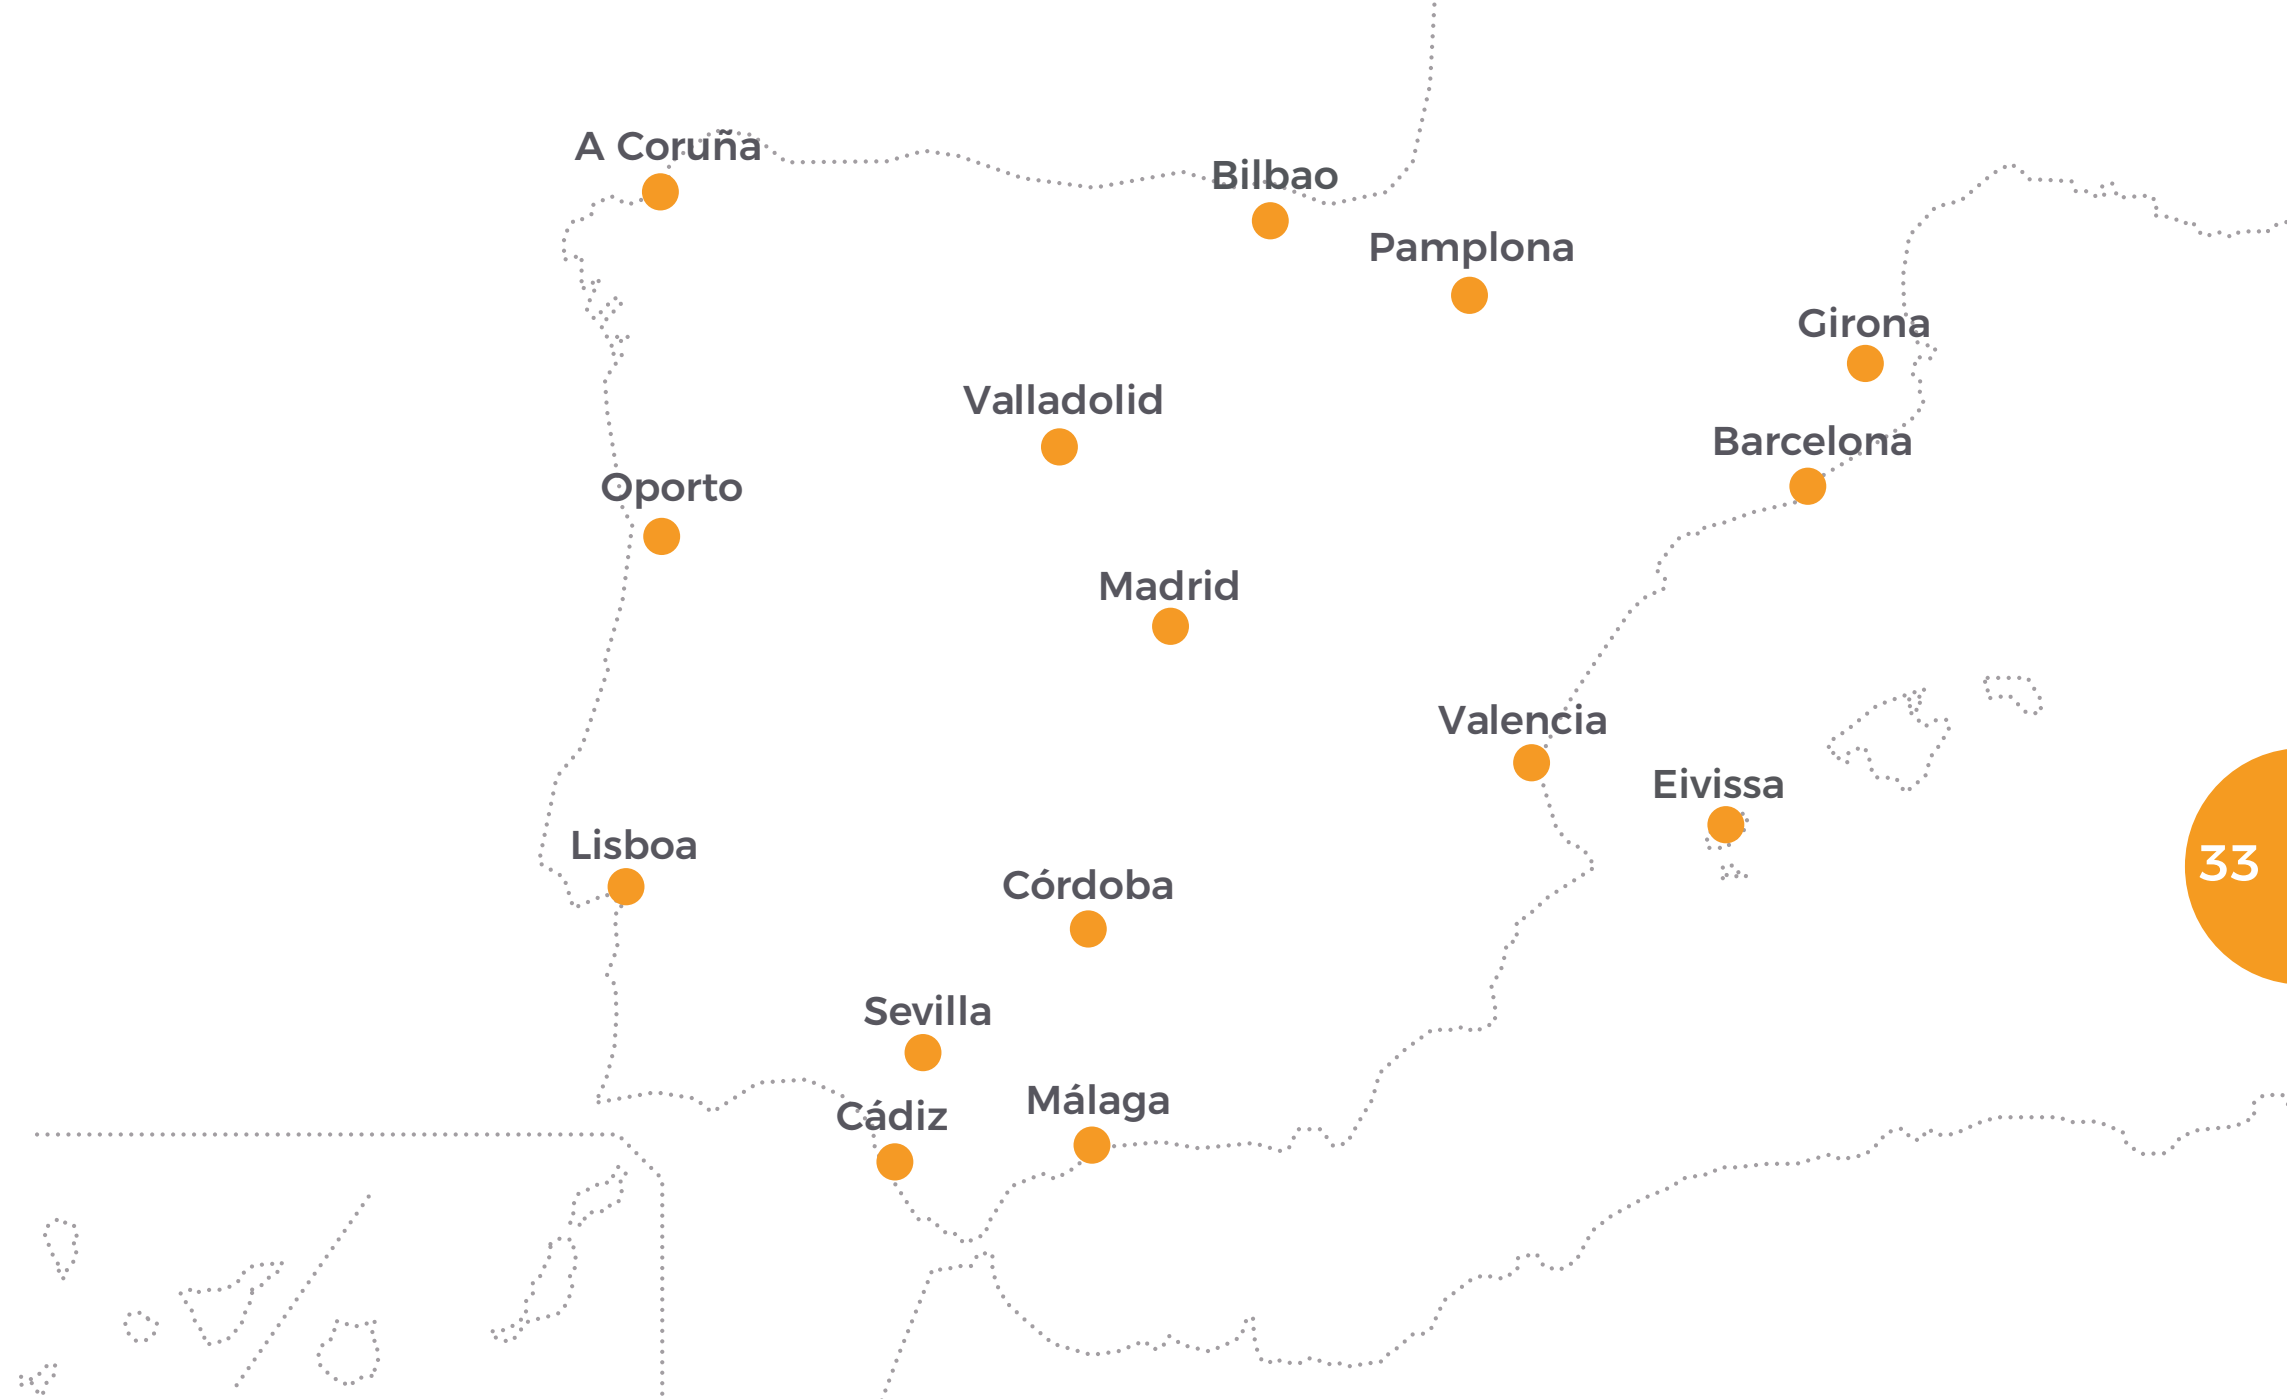 A Coruña
Bilbao
Pamplona
Girona
Valladolid
Barcelona
Oporto
Madrid
Valencia
Eivissa
Lisboa
33
Córdoba
Sevilla
Málaga
Cádiz